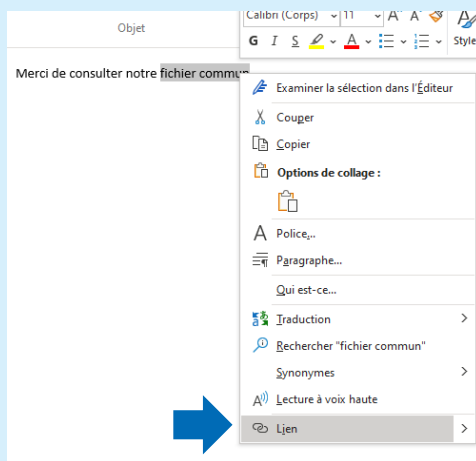 Calibri (Corps) 11 A A
Objet
G I S A Style
Merci de consulter notre fichier commun
Examiner la sélection dans l'Éditeur
Couper
Copier
Options de collage :
Police...
Paragraphe...
Qui est-ce...
Traduction
Rechercher "fichier commun"
Synonymes
Lecture à voix haute
Lien